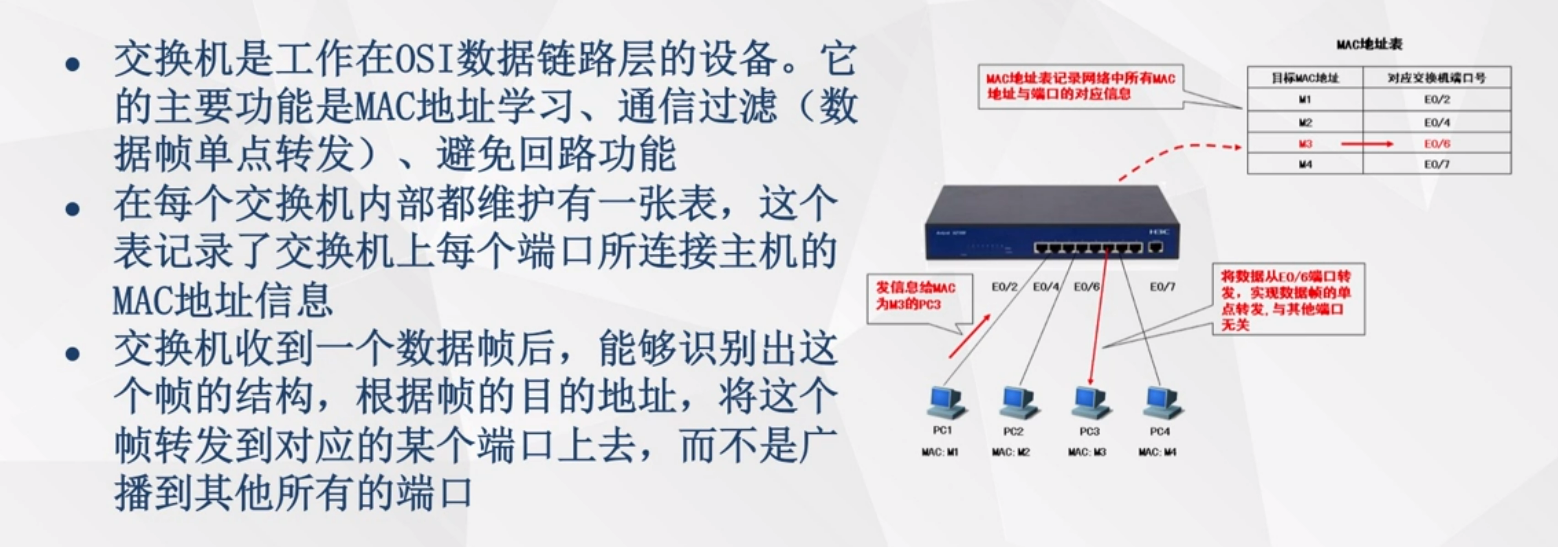 交换机是工作在OSI数据链路层的设备。它
的主要功能是MAC地址学习、通信过滤（数
据帧单点转发）、避免回路功能
在每个交换机内部都维护有一张表，这个
表记录了交换机上每个端口所连接主机的
MAC地址信息
交换机收到一个数据帧后，能够识别出这
个帧的结构，根据帧的目的地址，将这个
帧转发到对应的某个端口上去，而不是广
播到其他所有的端口
MAC地址表
MAC地址表记录网络中所有MAC
地址与端口的对应信息
目标MAC地址 对应交换机端口号
M1 E0/2
M2 E0/4
M3 E0/6
M4 E0/7
H3C
发信息给MAC
为M3的PC3
E0/2 E0/4 E0/6 E0/7
将数据从E0/6端口转
发，实现数据帧的单
点转发,与其他端口
无关
PC1 PC2 PC3 PC4
MAC: M1 MAC: M2 MAC: M3 MAC: M4